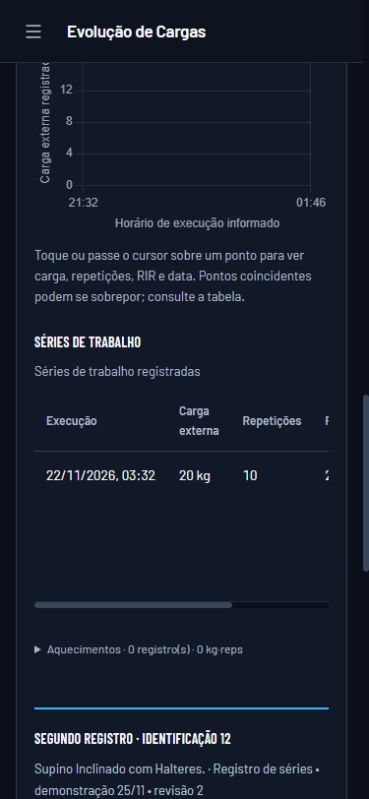 Evolução de Cargas
Carga externa
12
8
4
0
21:32 01:46
Horário de execução informado
Toque ou passe o cursor sobre um ponto para ver
carga, repetições, RIR e data. Pontos coincidentes
podem se sobrepor; consulte a tabela.
SÉRIES DE TRABALHO
Séries de trabalho registradas
Execução Carga externa Repetições
22/11/2026, 03:32 20 kg 10
Aquecimentos · 0 registro(s) · 0 kg·reps
SEGUNDO REGISTRO · IDENTIFICAÇÃO 12
Supino Inclinado com Halteres. · Registro de séries •
demonstração 25/11 • revisão 2